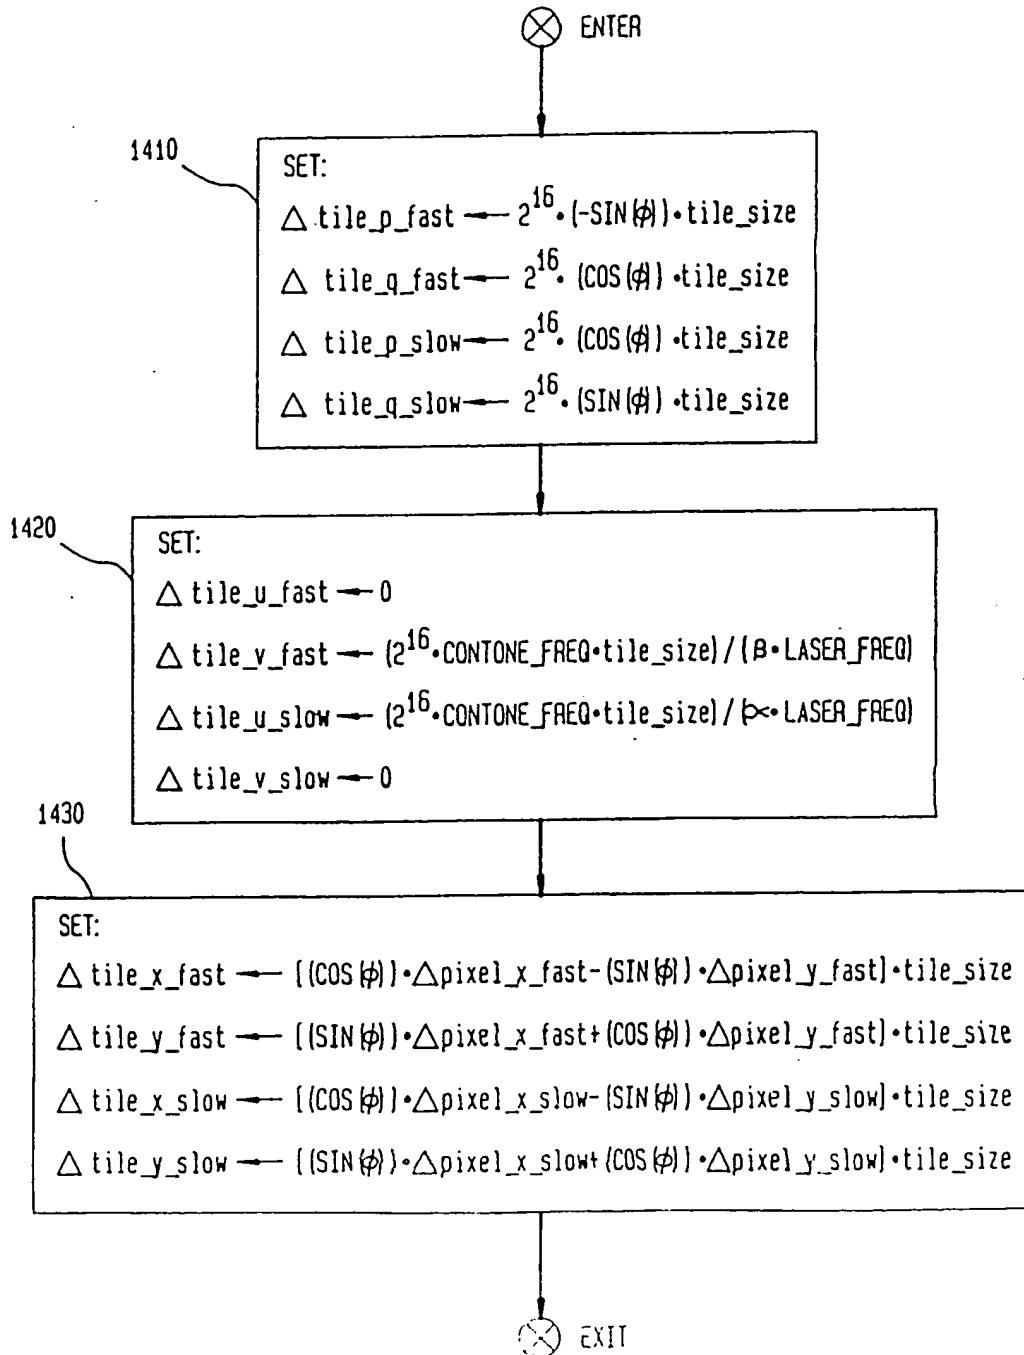 ENTER
1410
SET:
△ tile_p_fast ← 2^16 · (-SIN(φ)) · tile_size
△ tile_q_fast ← 2^16 · (COS(φ)) · tile_size
△ tile_p_slow ← 2^16 · (COS(φ)) · tile_size
△ tile_q_slow ← 2^16 · (SIN(φ)) · tile_size
1420
SET:
△ tile_u_fast ← 0
△ tile_v_fast ← (2^16 · CONTONE_FREQ · tile_size) / (β · LASER_FREQ)
△ tile_u_slow ← (2^16 · CONTONE_FREQ · tile_size) / (∝ · LASER_FREQ)
△ tile_v_slow ← 0
1430
SET:
△ tile_x_fast ← [(COS(φ)) · △pixel_x_fast - (SIN(φ)) · △pixel_y_fast] · tile_size
△ tile_y_fast ← [(SIN(φ)) · △pixel_x_fast + (COS(φ)) · △pixel_y_fast] · tile_size
△ tile_x_slow ← [(COS(φ)) · △pixel_x_slow - (SIN(φ)) · △pixel_y_slow] · tile_size
△ tile_y_slow ← [(SIN(φ)) · △pixel_x_slow + (COS(φ)) · △pixel_y_slow] · tile_size
EXIT